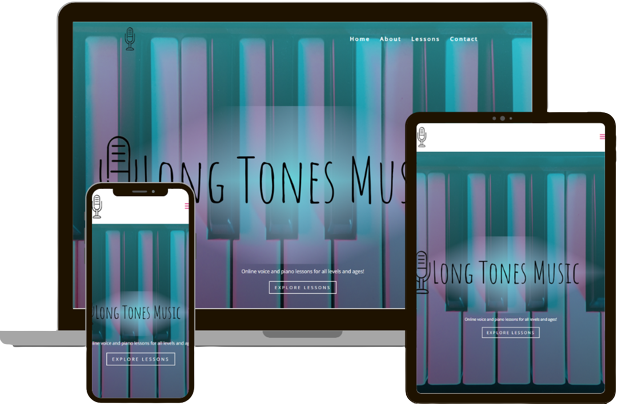 Home About Lessons Contact
Long Tones Mus
Online voice and piano lessons for all levels and ages!
EXPLORE LESSONS
Long Tones Music
Online voice and piano lessons for all levels and ages!
EXPLORE LESSONS
Long Tones Music
line voice and piano lessons for all levels and ag
EXPLORE LESSONS